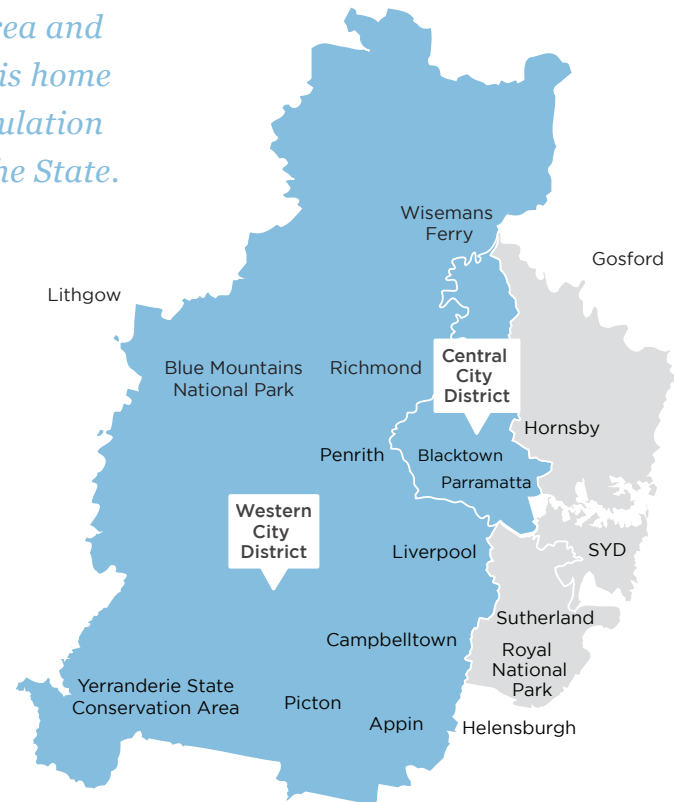 rea and
is home
ulation
he State.
Wisemans
Ferry
Gosford
Lithgow
Blue Mountains
National Park
Richmond
Central
City
District
Hornsby
Penrith
Blacktown
Parramatta
Western
City
District
Liverpool
SYD
Sutherland
Campbelltown
Royal
National
Park
Yerranderie State
Conservation Area
Picton
Appin
Helensburgh